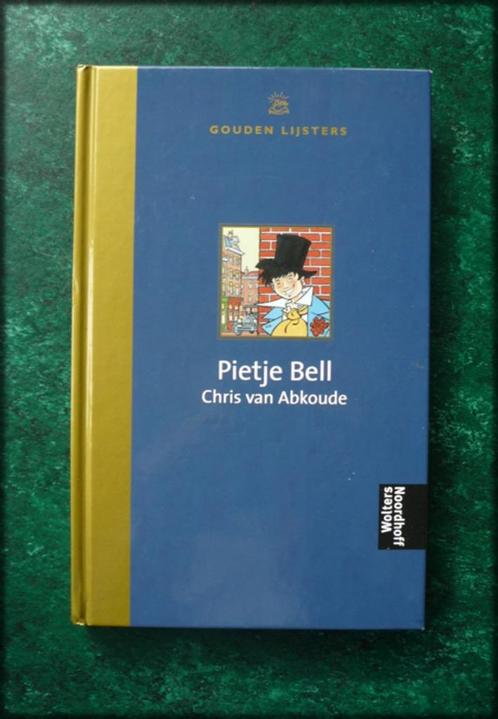 GOUDEN LIJSTERS
Pietje Bell
Chris van Abkoude
Wolters
Noordhoff